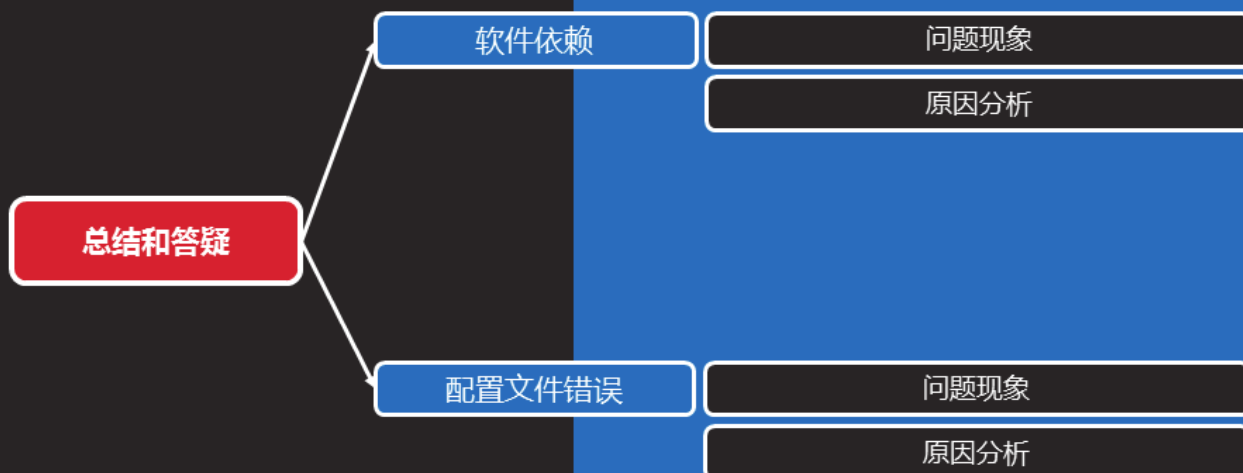 软件依赖
问题现象
原因分析
总结和答疑
配置文件错误
问题现象
原因分析